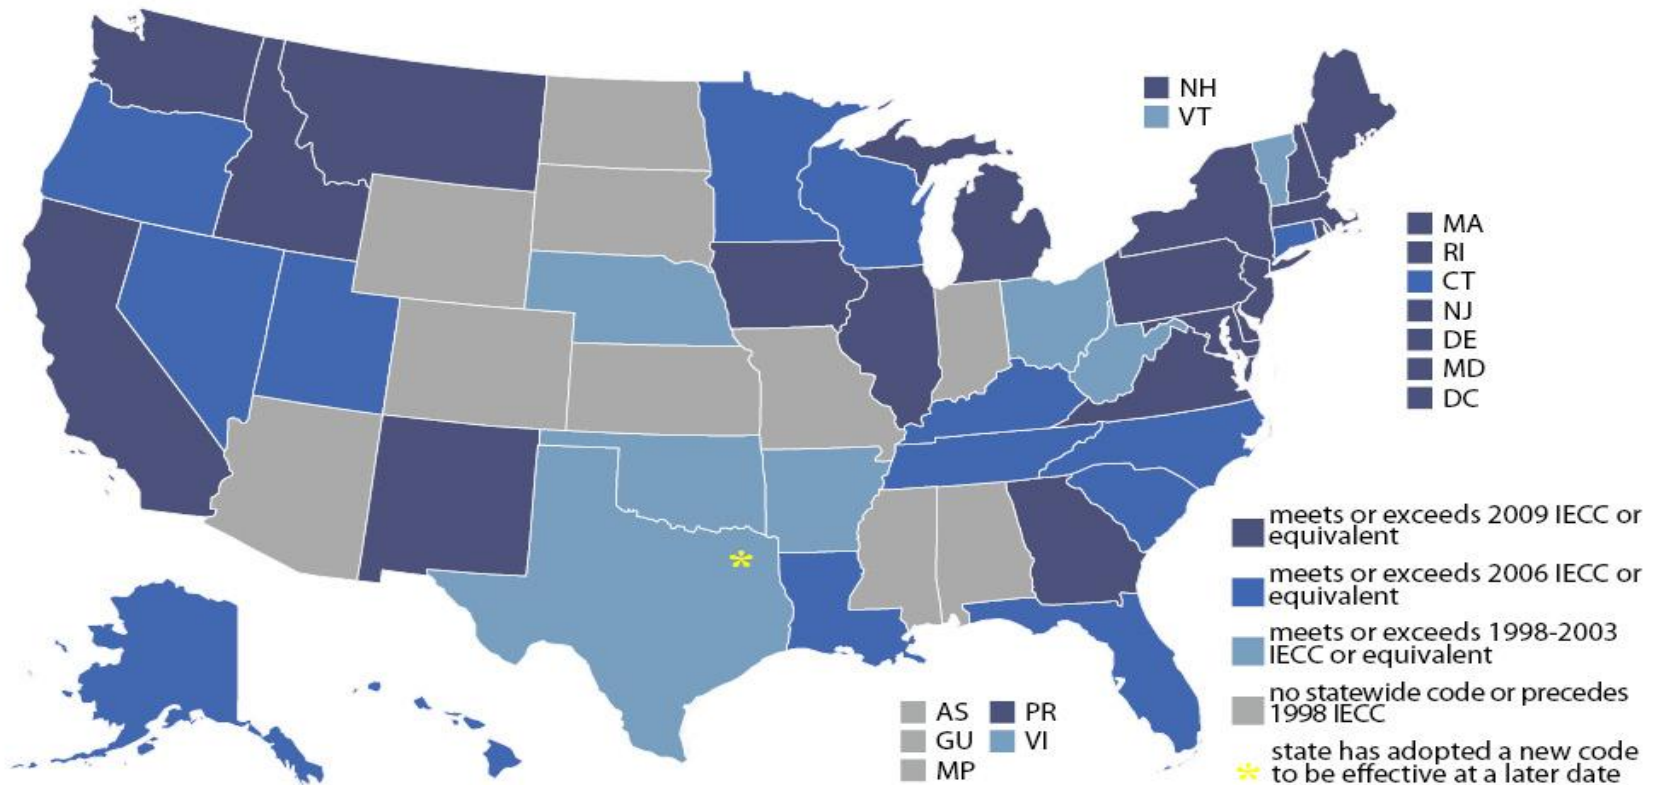 NH
VT
MA
RI
CT
NJ
DE
MD
DC
meets or exceeds 2009 IECC or
equivalent
meets or exceeds 2006 IECC or
equivalent
meets or exceeds 1998-2003
IECC or equivalent
no statewide code or precedes
1998 IECC
* state has adopted a new code
to be effective at a later date
AS PR
GU VI
MP
*